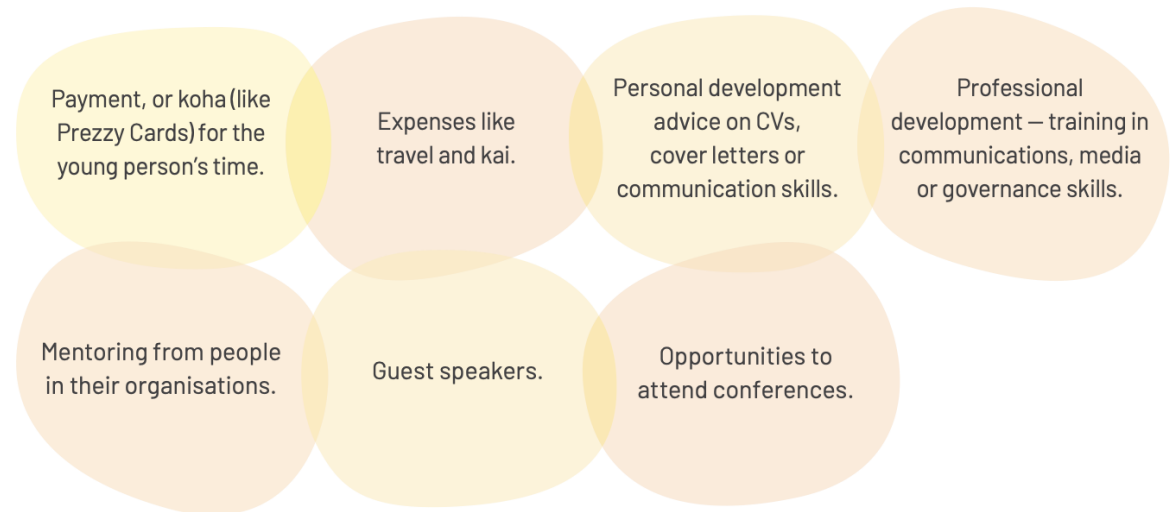 Payment, or koha (like
Prezzy Cards) for the
young person’s time.
Expenses like
travel and kai.
Personal development
advice on CVs,
cover letters or
communication skills.
Professional
development – training in
communications, media
or governance skills.
Mentoring from people
in their organisations.
Guest speakers.
Opportunities to
attend conferences.